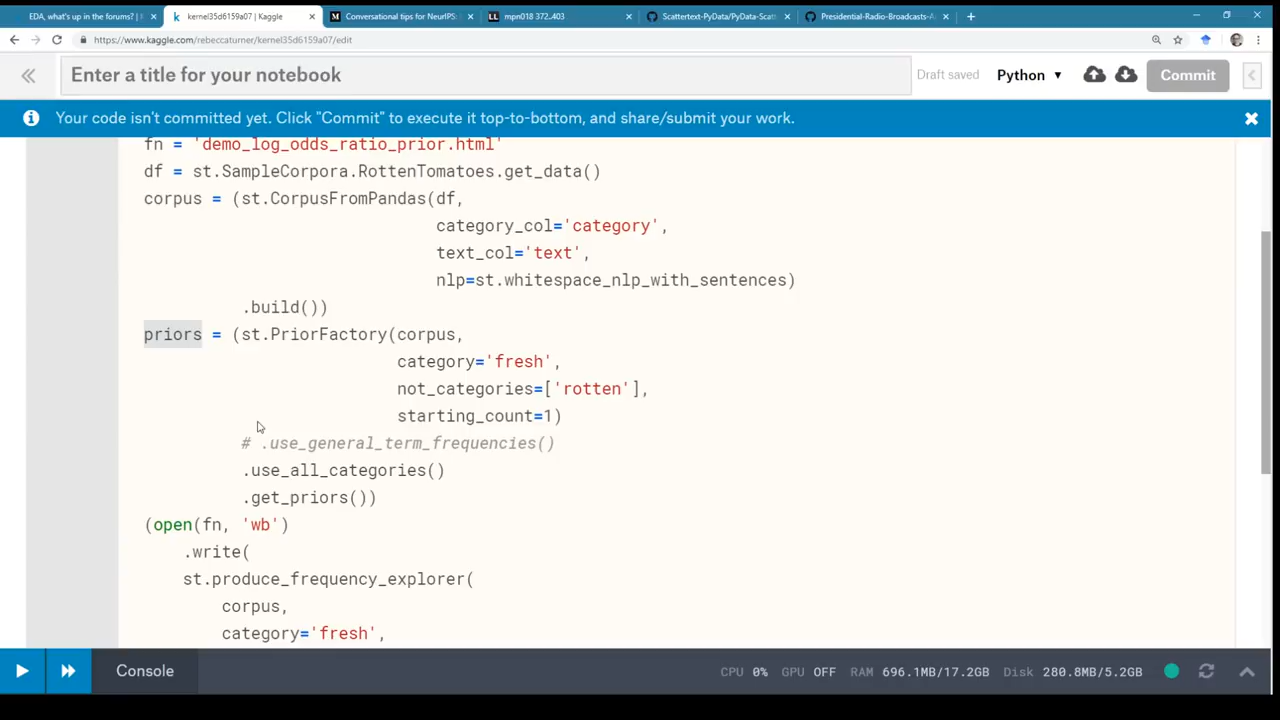 EDA, what's up in the forums? |
kernel35d6159a07 | Kaggle
Conversational tips for NeurIPS:
mpn018 372..403
Scattertext-PyData/PyData-Scatt
Presidential-Radio-Broadcasts-A
https://www.kaggle.com/rebeccaturner/kernel35d6159a07/edit
Enter a title for your notebook
Draft saved
Python
Commit
Your code isn't committed yet. Click "Commit" to execute it top-to-bottom, and share/submit your work.
fn = 'demo_log_odds_ratio_prior.html'
df = st.SampleCorpora.RottenTomatoes.get_data()
corpus = (st.CorpusFromPandas(df,
category_col='category',
text_col='text',
nlp=st.whitespace_nlp_with_sentences)
.build())
priors = (st.PriorFactory(corpus,
category='fresh',
not_categories=['rotten'],
starting_count=1)
# .use_general_term_frequencies()
.use_all_categories()
.get_priors())
(open(fn, 'wb')
.write(
st.produce_frequency_explorer(
corpus,
category='fresh',
Console
CPU 0% GPU OFF RAM 696.1MB/17.2GB Disk 280.8MB/5.2GB